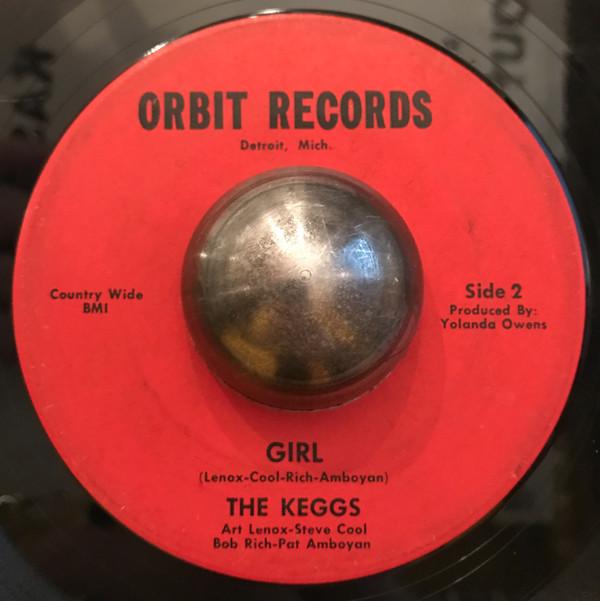 ORBIT RECORDS
Detroit, Mich.
Country Wide
BMI
Side 2
Produced By:
Yolanda Owens
GIRL
(Lenox-Cool-Rich-Amboyan)
THE KEGGS
Art Lenox-Steve Cool
Bob Rich-Pat Amboyan